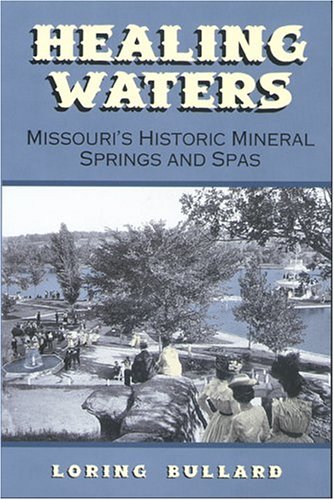 HEALING
WATERS
MISSOURI'S HISTORIC MINERAL
SPRINGS AND SPAS
LORING BULLARD